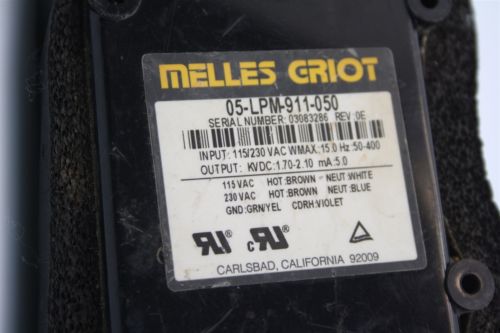 MELLES GRIOT
05-LPM-911-050
SERIAL NUMBER: 03083286 REV:0E
INPUT: 115/230 VAC WMAX:15.0 Hz:50-400
OUTPUT: KVDC:1.70-2.10 mA:5.0
115 VAC HOT:BROWN NEUT:WHITE
230 VAC HOT:BROWN NEUT:BLUE
GND:GRN/YEL CDRH:VIOLET
CARLSBAD, CALIFORNIA 92009